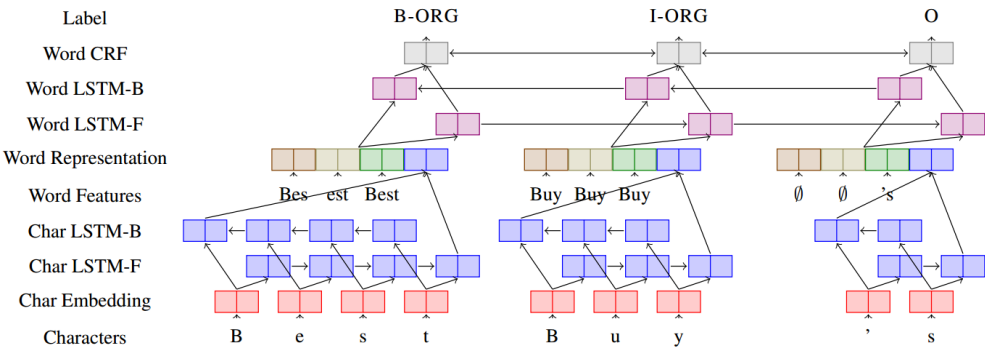 Label B-ORG I-ORG O
Word CRF
Word LSTM-B
Word LSTM-F
Word Representation
Word Features Bes est Best Buy Buy Buy ∅ ∅ 's
Char LSTM-B
Char LSTM-F
Char Embedding
Characters B e s t B u y ’ s